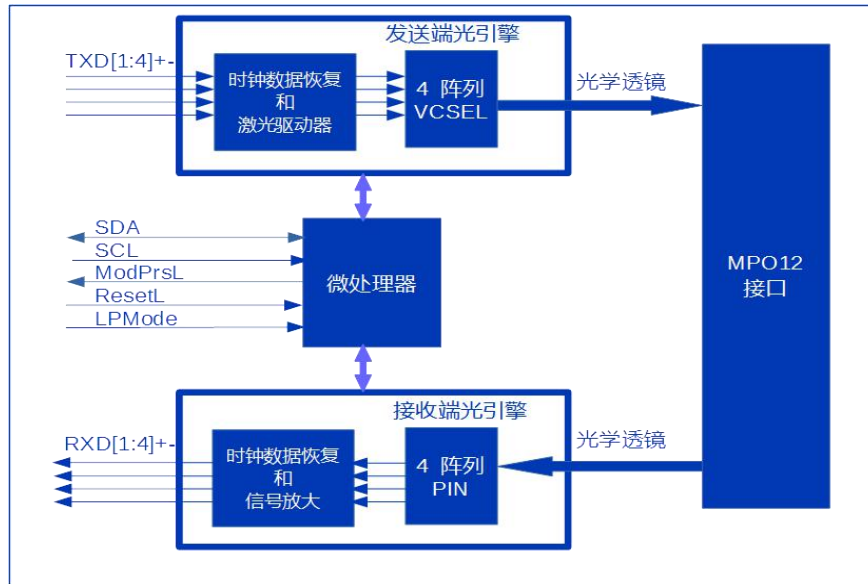 发送端光引擎
TXD[1:4]+-
时钟数据恢复
和
激光驱动器
4 阵列
VCSEL
光学透镜
SDA
SCL
ModPrsL
ResetL
LPMode
微处理器
MPO12
接口
接收端光引擎
RXD[1:4]+-
时钟数据恢复
和
信号放大
4 阵列
PIN
光学透镜